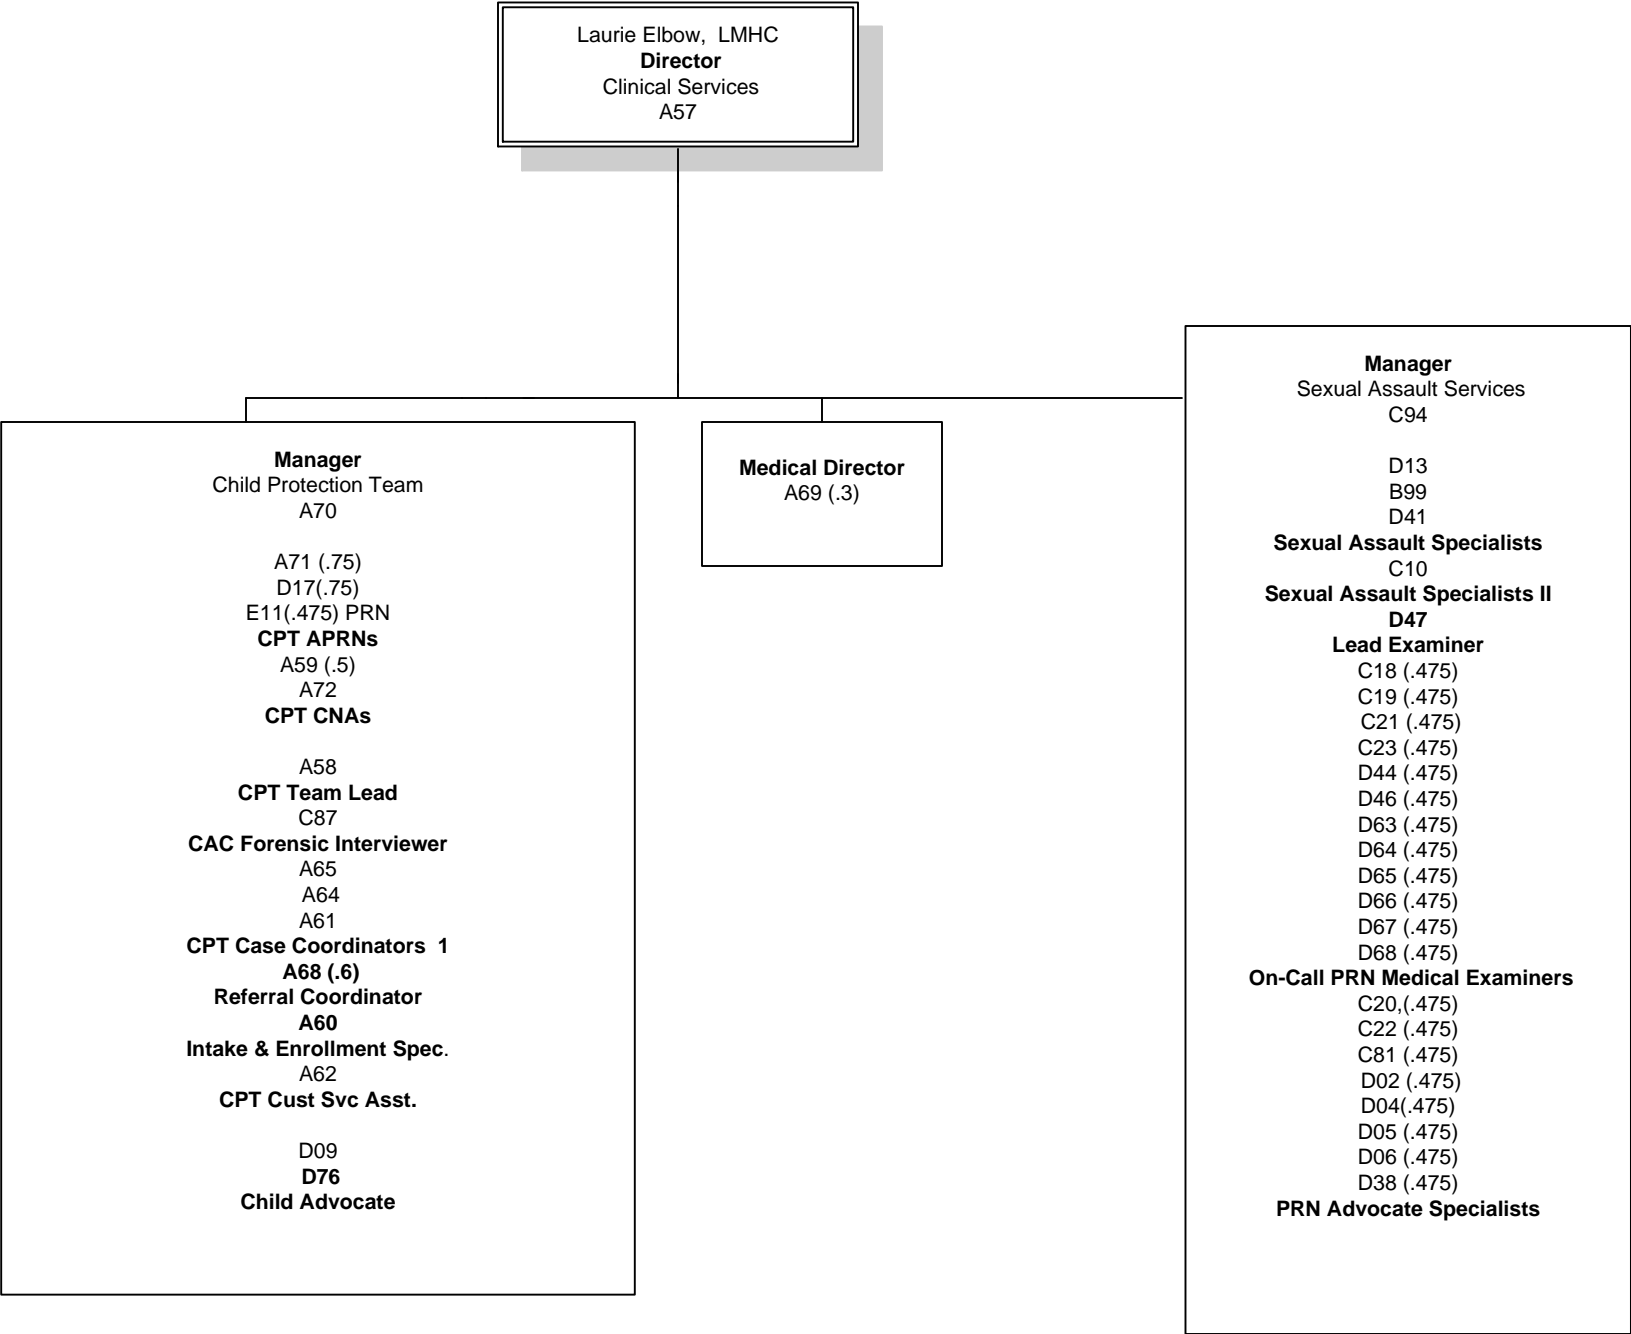 Laurie Elbow, LMHC
Director
Clinical Services
A57
Manager
Child Protection Team
A70
A71 (.75)
D17(.75)
E11(.475) PRN
CPT APRNs
A59 (.5)
A72
CPT CNAs
A58
CPT Team Lead
C87
CAC Forensic Interviewer
A65
A64
A61
CPT Case Coordinators 1
A68 (.6)
Referral Coordinator
A60
Intake & Enrollment Spec.
A62
CPT Cust Svc Asst.
D09
D76
Child Advocate
Medical Director
A69 (.3)
Manager
Sexual Assault Services
C94
D13
B99
D41
Sexual Assault Specialists
C10
Sexual Assault Specialists II
D47
Lead Examiner
C18 (.475)
C19 (.475)
C21 (.475)
C23 (.475)
D44 (.475)
D46 (.475)
D63 (.475)
D64 (.475)
D65 (.475)
D66 (.475)
D67 (.475)
D68 (.475)
On-Call PRN Medical Examiners
C20,(.475)
C22 (.475)
C81 (.475)
D02 (.475)
D04(.475)
D05 (.475)
D06 (.475)
D38 (.475)
PRN Advocate Specialists